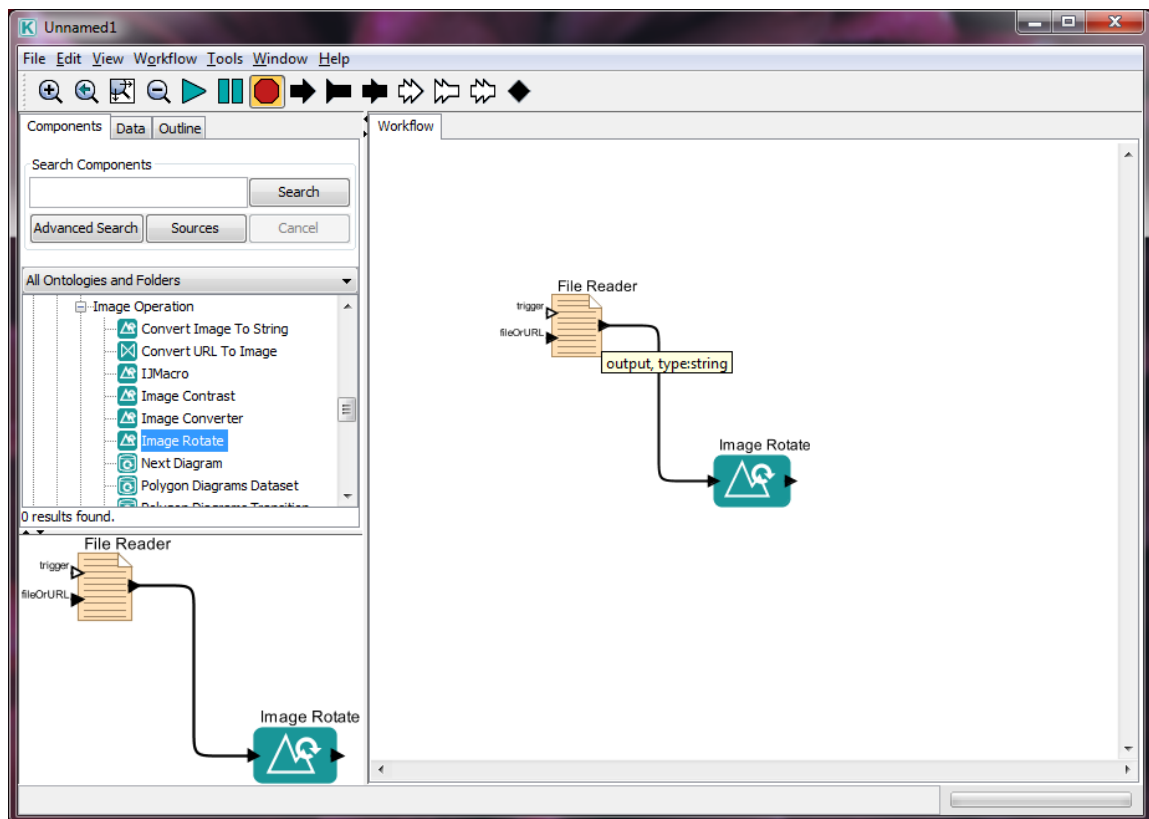 Unnamed1
File Edit View Workflow Tools Window Help
Components Data Outline
Workflow
Search Components
Search
Advanced Search Sources Cancel
All Ontologies and Folders
Image Operation
Convert Image To String
Convert URL To Image
IJMacro
Image Contrast
Image Converter
Image Rotate
Next Diagram
Polygon Diagrams Dataset
Polygon Diagrams Transition
0 results found.
File Reader
trigger
fileOrURL
Image Rotate
File Reader
trigger
fileOrURL
output, type:string
Image Rotate